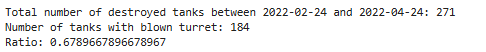 Total number of destroyed tanks between 2022-02-24 and 2022-04-24: 271
Number of tanks with blown turret: 184
Ratio: 0.6789667896678967